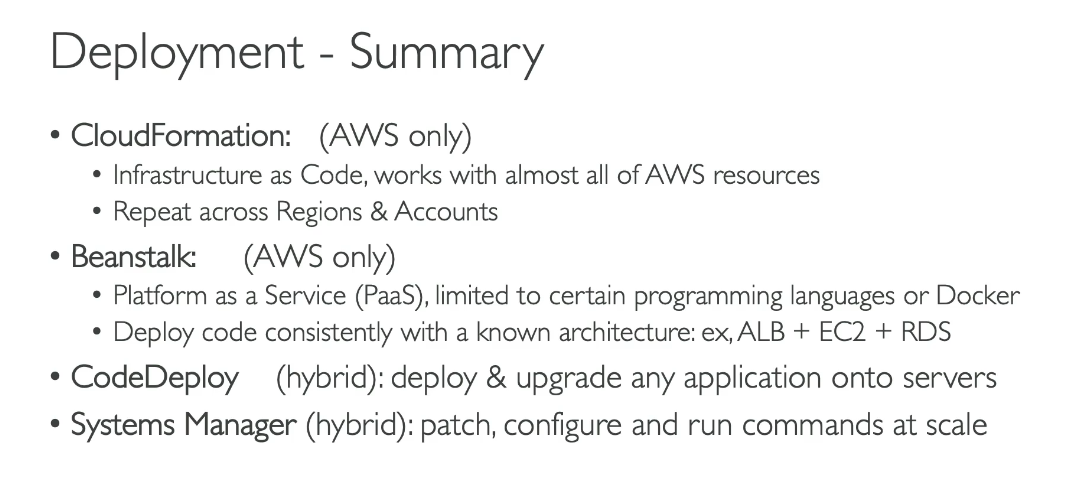 Deployment - Summary
• CloudFormation: (AWS only)
• Infrastructure as Code, works with almost all of AWS resources
• Repeat across Regions & Accounts
• Beanstalk: (AWS only)
• Platform as a Service (PaaS), limited to certain programming languages or Docker
• Deploy code consistently with a known architecture: ex, ALB + EC2 + RDS
• CodeDeploy (hybrid): deploy & upgrade any application onto servers
• Systems Manager (hybrid): patch, configure and run commands at scale